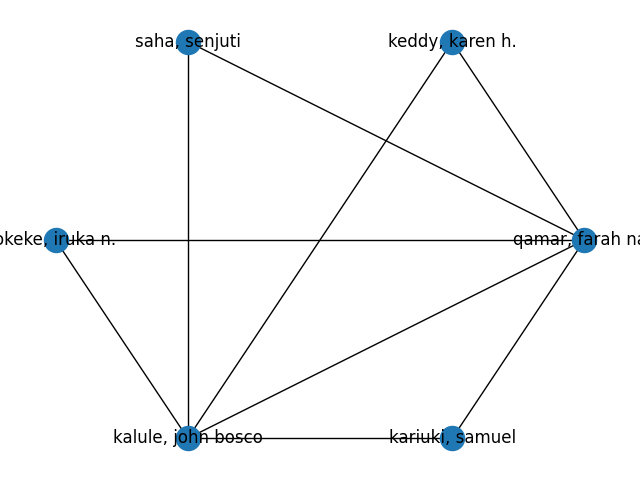 saha, senjuti
keddy, karen h.
okeke, iruka n.
qamar, farah na
kalule, john bosco
kariuki, samuel